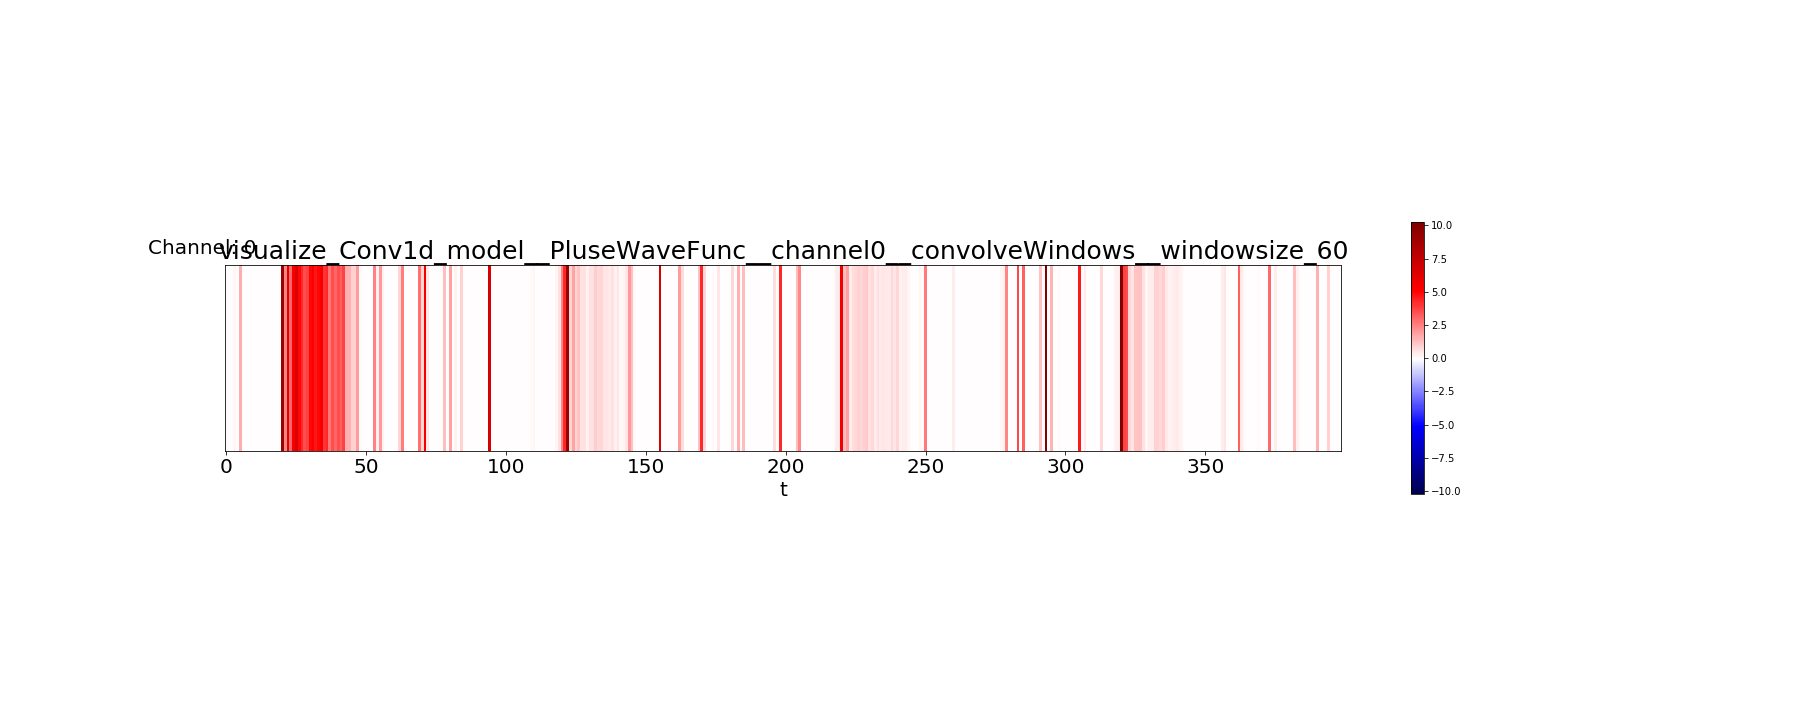 Channel: 0
visualize_Conv1d_model__PluseWaveFunc__channel0__convolveWindows__windowsize_60
0 50 100 150 200 250 300 350
t
10.0
7.5
5.0
2.5
0.0
−2.5
−5.0
−7.5
−10.0